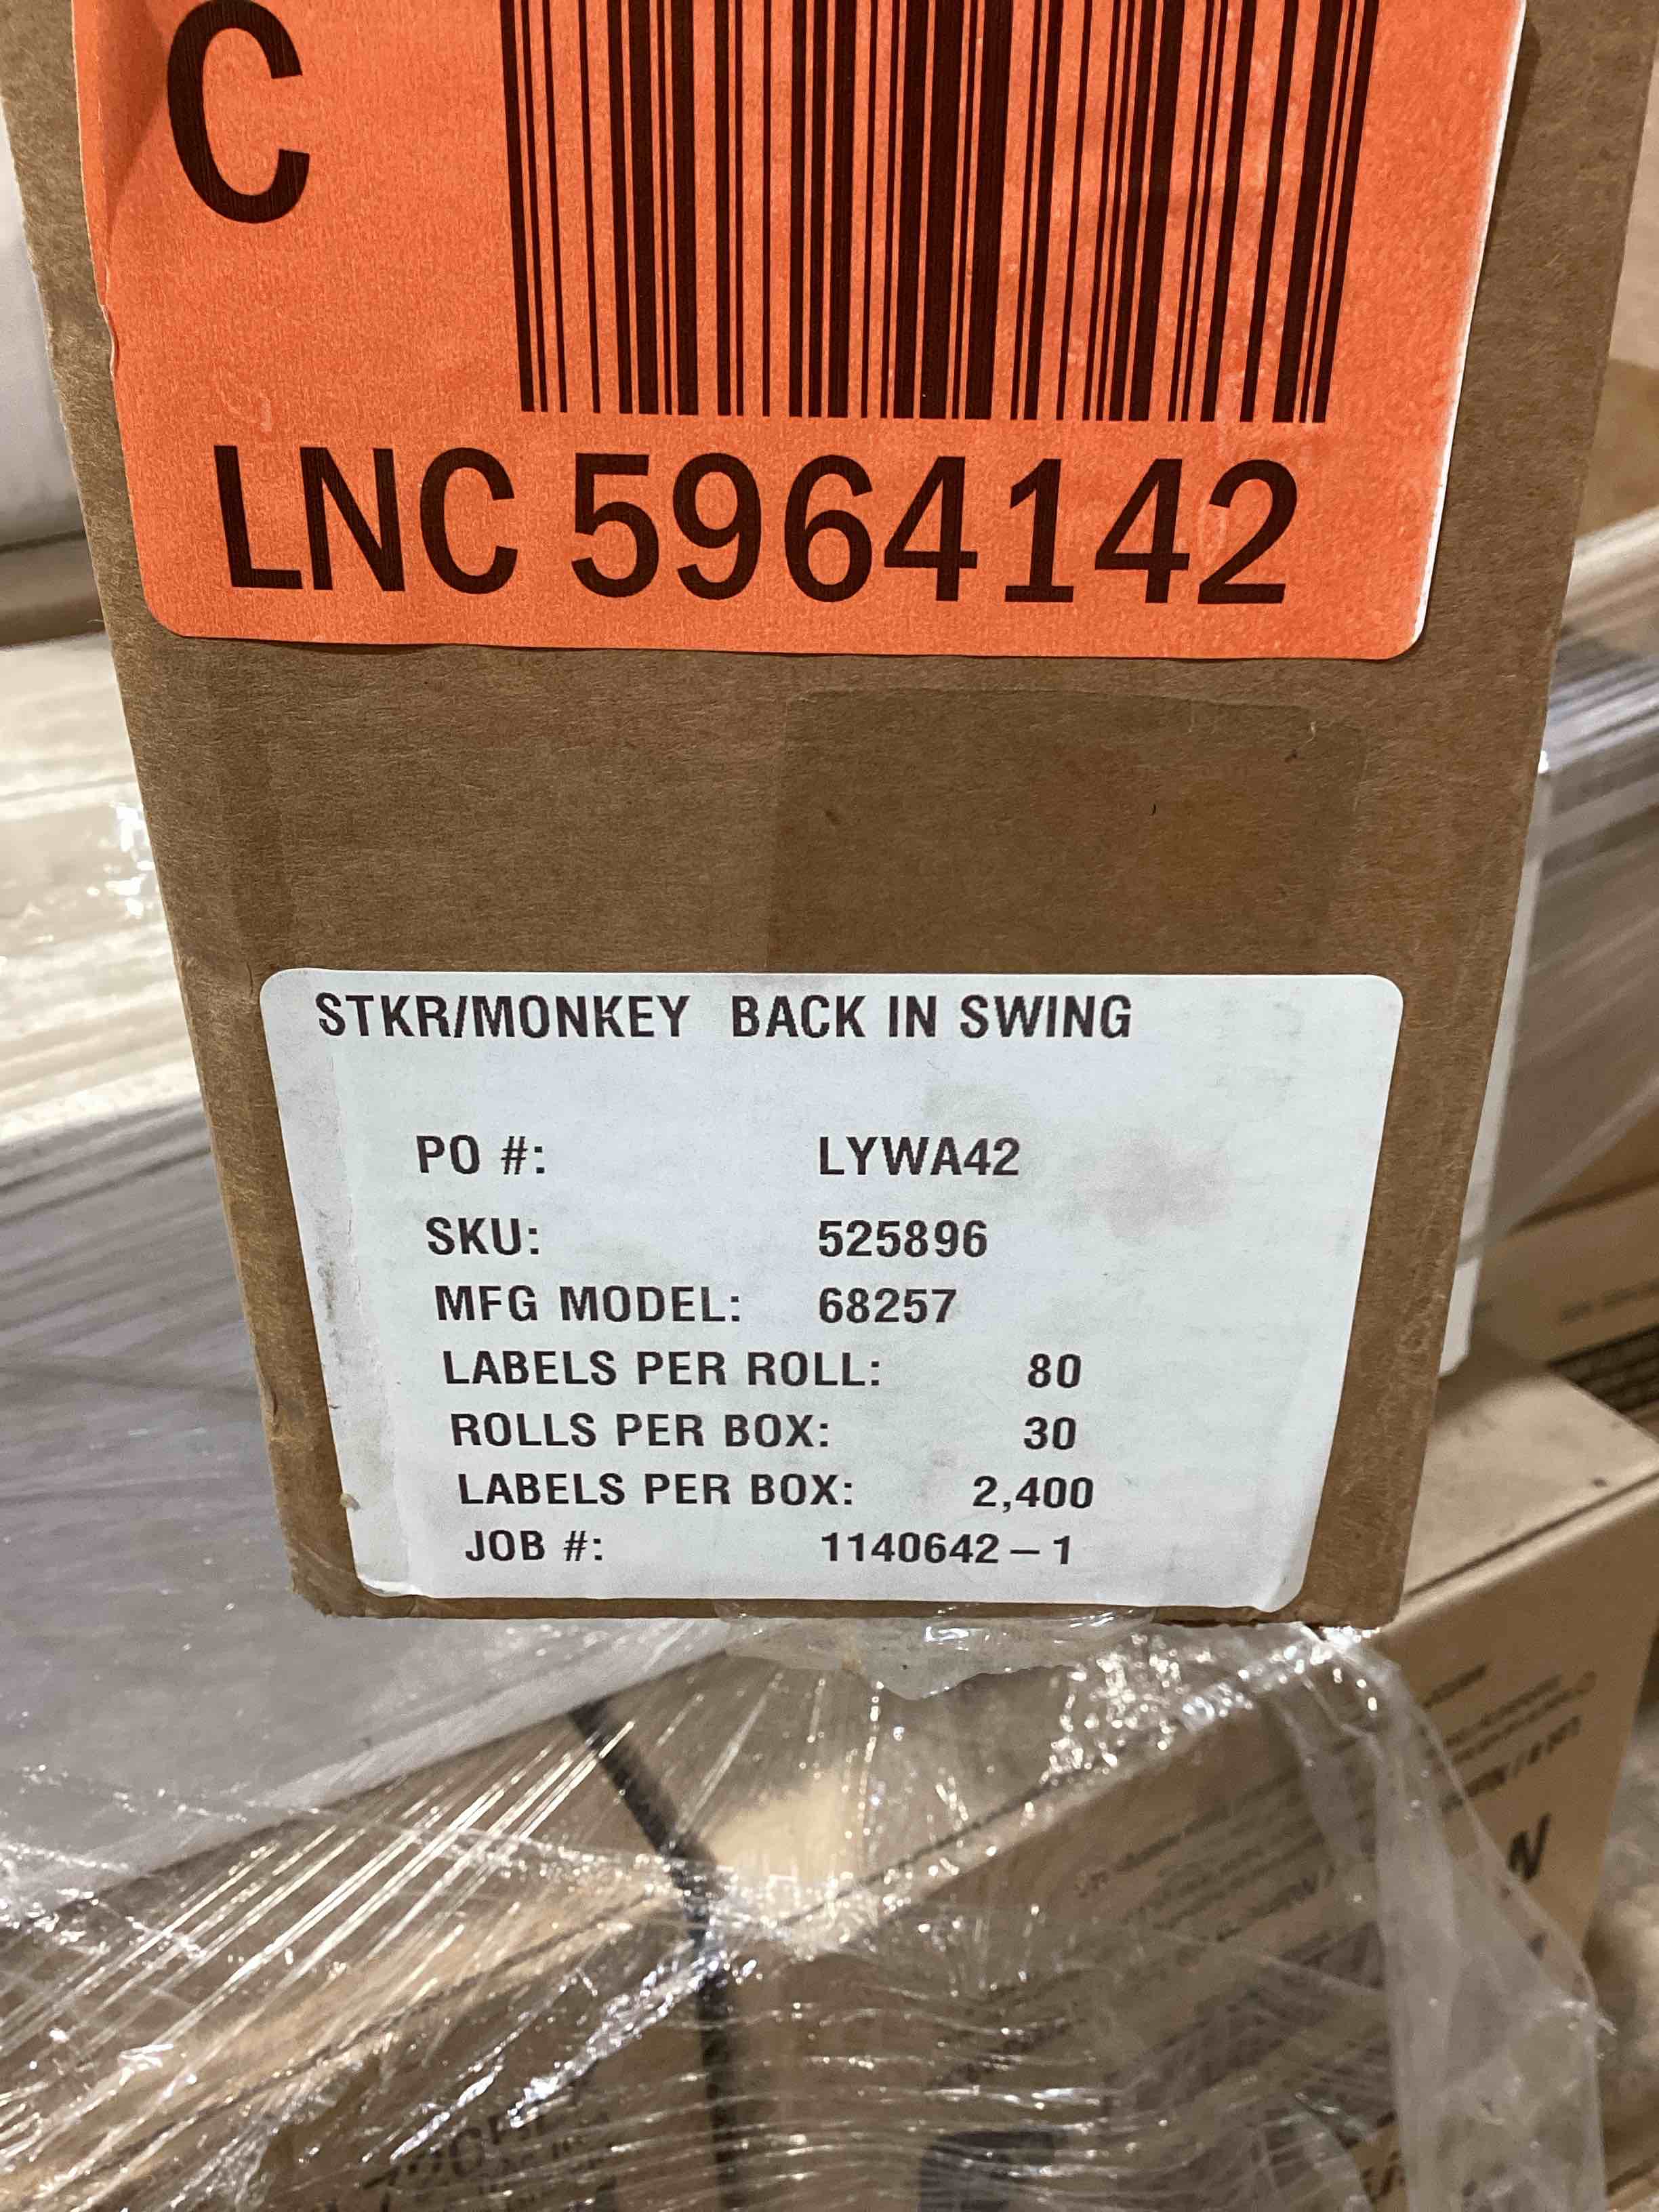 C
LNC 5964142
STKR/MONKEY BACK IN SWING
PO #: LYWA42
SKU: 525896
MFG MODEL: 68257
LABELS PER ROLL: 80
ROLLS PER BOX: 30
LABELS PER BOX: 2,400
JOB #: 1140642-1
N